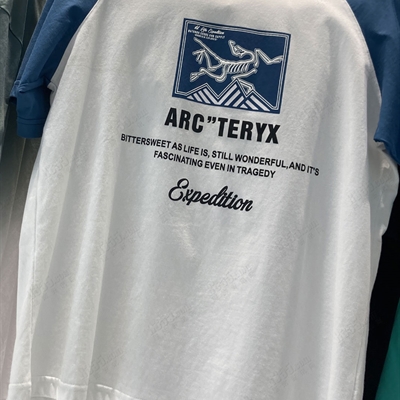 ARC”TERYX
BITTERSWEET AS LIFE IS, STILL WONDERFUL, AND IT'S
FASCINATING EVEN IN TRAGEDY
Expedition